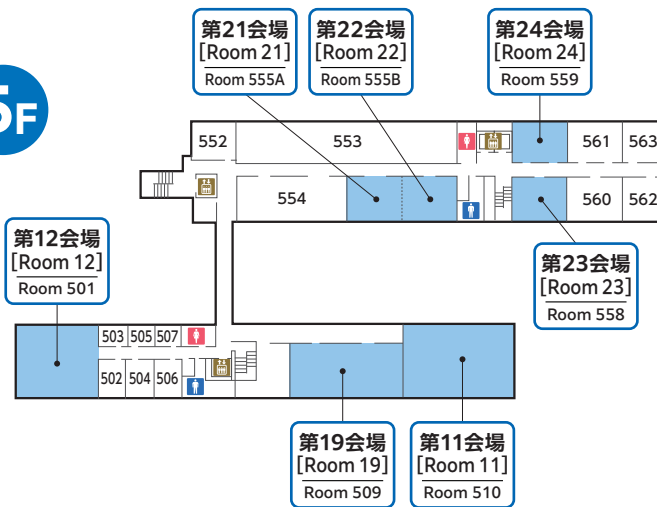 第21会場
[Room 21]
Room 555A
第22会場
[Room 22]
Room 555B
第24会場
[Room 24]
Room 559
5F
552
553
561
563
554
560
562
第12会場
[Room 12]
Room 501
第23会場
[Room 23]
Room 558
503
505
507
502
504
506
第19会場
[Room 19]
Room 509
第11会場
[Room 11]
Room 510